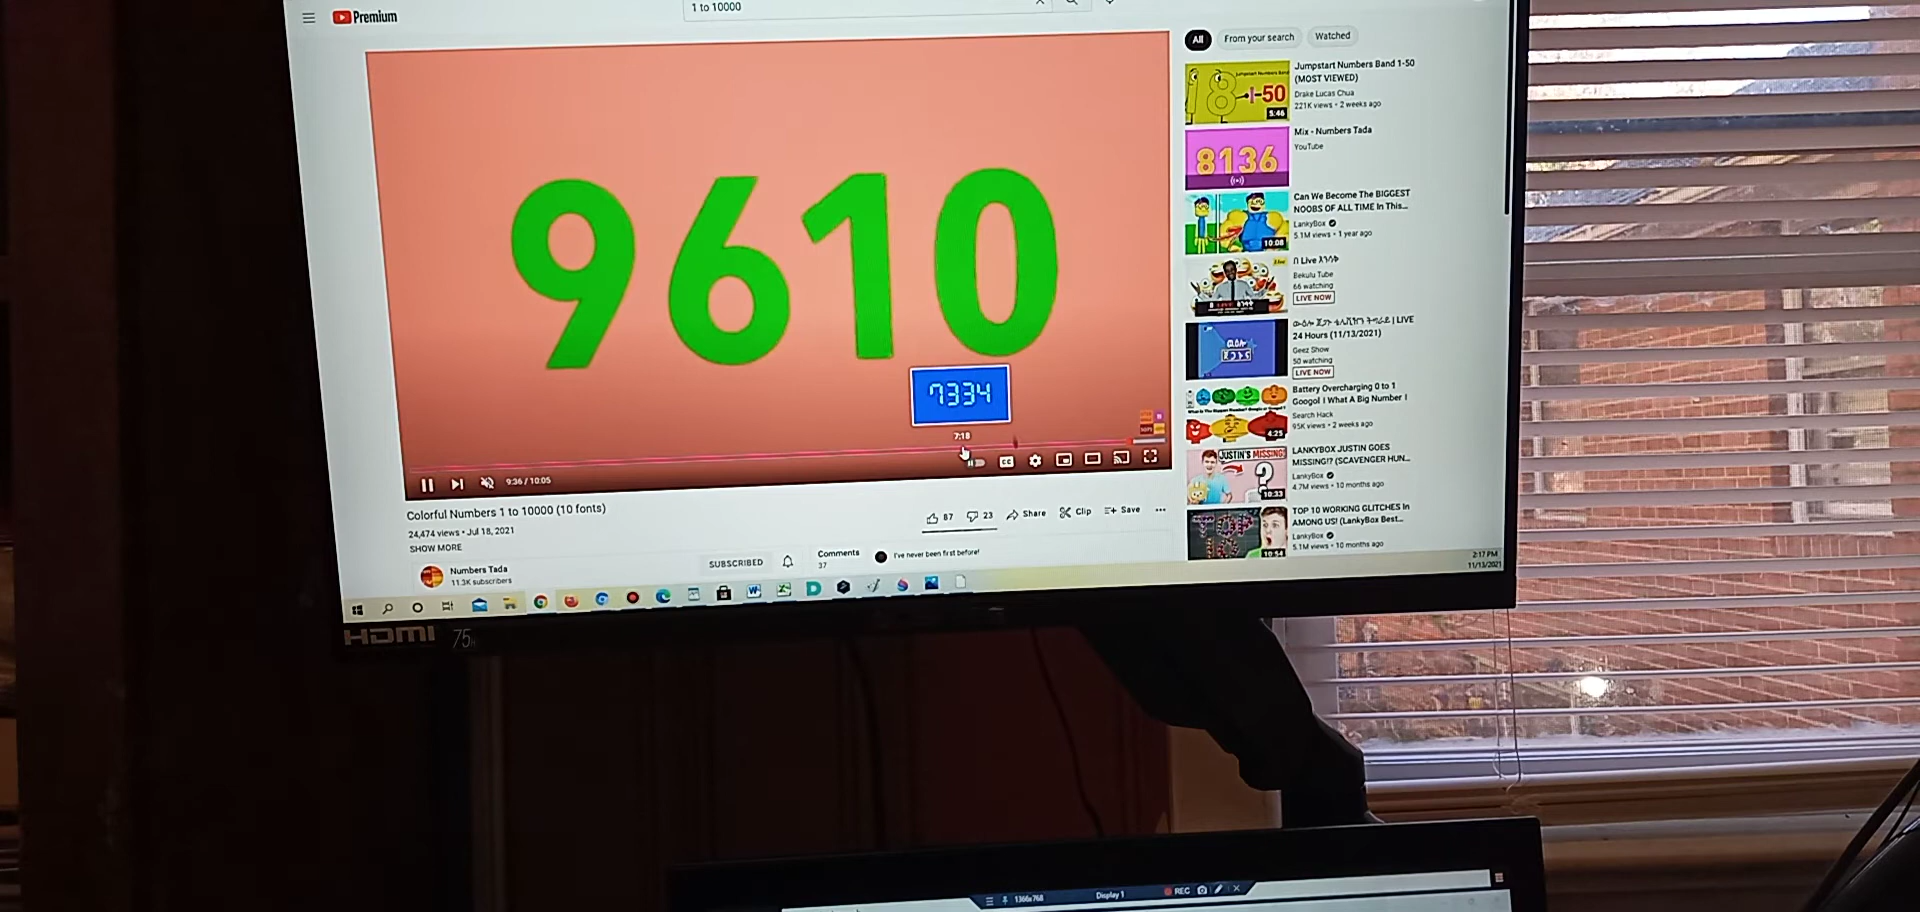 Premium
1 to 10000
9610
7334
7:18
CC
9:36 / 10:05
Colorful Numbers 1 to 10000 (10 fonts)
24,474 views • Jul 18, 2021
SHOW MORE
87
23
Share
Clip
Save
Numbers Tada
11.3K subscribers
SUBSCRIBED
Comments
37
I've never been first before!
All
From your search
Watched
Jumpstart Numbers Band 1-50
(MOST VIEWED)
Drake Lucas Chua
221K views • 2 weeks ago
5:46
Mix - Numbers Tada
YouTube
8136
Can We Become The BIGGEST
NOOBS OF ALL TIME In This...
LankyBox
5.1M views • 1 year ago
10:08
Live
Bekulu Tube
66 watching
LIVE NOW
LIVE
24 Hours (11/13/2021)
Geez Show
50 watching
LIVE NOW
Battery Overcharging 0 to 1
Googol I What A Big Number I
Search Hack
95K views • 2 weeks ago
4:25
LANKYBOX JUSTIN GOES
MISSING!? (SCAVENGER HUN...
LankyBox
4.7M views • 10 months ago
JUSTIN'S MISSING!
10:33
TOP 10 WORKING GLITCHES In
AMONG US! (LankyBox Best...
LankyBox
5.1M views • 10 months ago
10:54
2:17 PM
11/13/2021
HDMI
75
1366x768
Display 1
REC